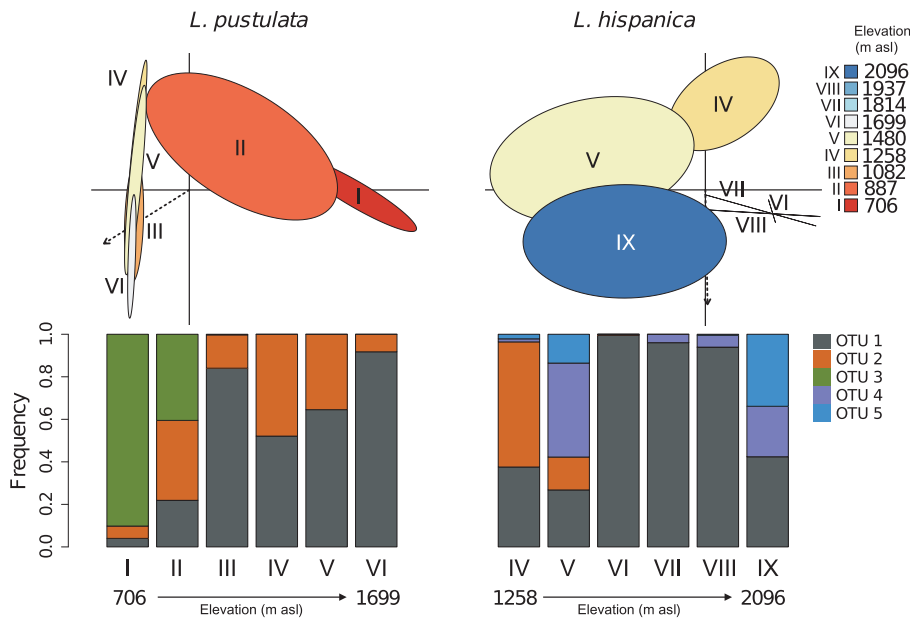 L. pustulata
L. hispanica
Elevation
(m asl)
IX 2096
VIII 1937
VII 1814
VI 1699
V 1480
IV 1258
III 1082
II 887
I 706
IV
V
II
I
III
VI
IV
V
VII
VI
VIII
IX
Frequency
1.0
0.8
0.6
0.4
0.2
0.0
I II III IV V VI
706 Elevation (m asl) 1699
IV V VI VII VIII IX
1258 Elevation (m asl) 2096
OTU 1
OTU 2
OTU 3
OTU 4
OTU 5